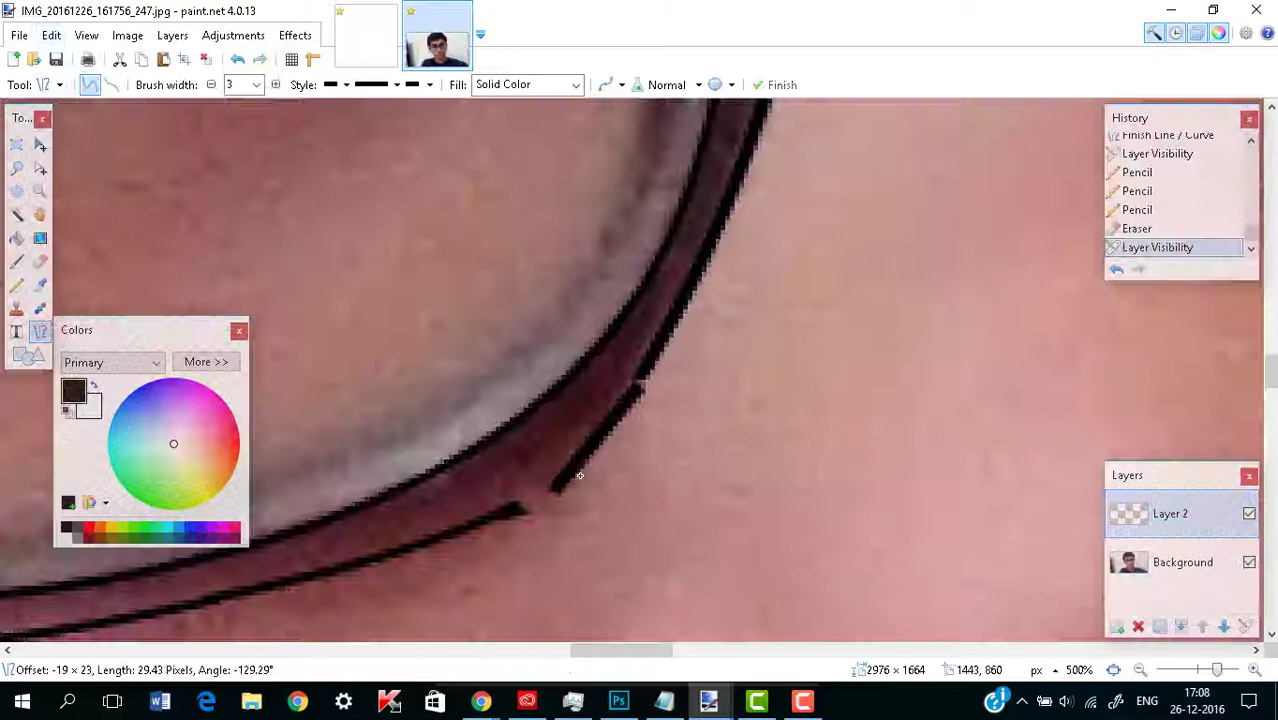 IMG_20161226_161756_247.jpg - paint.net 4.0.13
File Edit View Image Layers Adjustments Effects
Tool: Brush width: 3 Style: Fill: Solid Color Normal Finish
To...
History
Finish Line / Curve
Layer Visibility
Pencil
Pencil
Pencil
Eraser
Layer Visibility
Colors
Primary More >>
Layers
Layer 2
Background
Offset: -19 x 23, Length: 29.43 Pixels, Angle: -129.29° 2976 x 1664 1443, 860 px 500%
ENG 17:08
26-12-2016